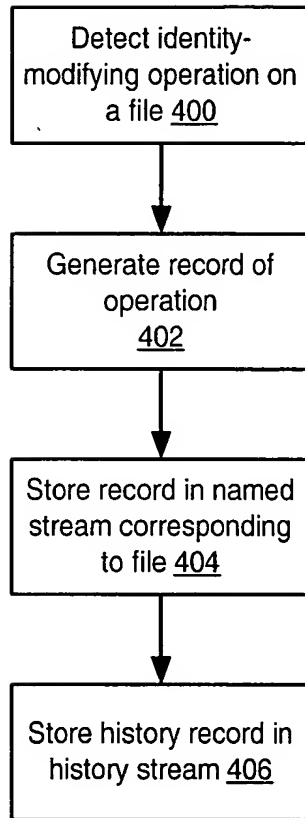 Detect identity-
modifying operation on
a file 400
Generate record of
operation
402
Store record in named
stream corresponding
to file 404
Store history record in
history stream 406